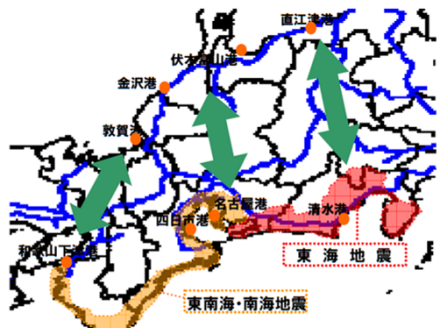 直江津港
伏木富山港
金沢港
敦賀港
名古屋港
四日市港
清水港
和歌山下津港
東海地震
東南海・南海地震